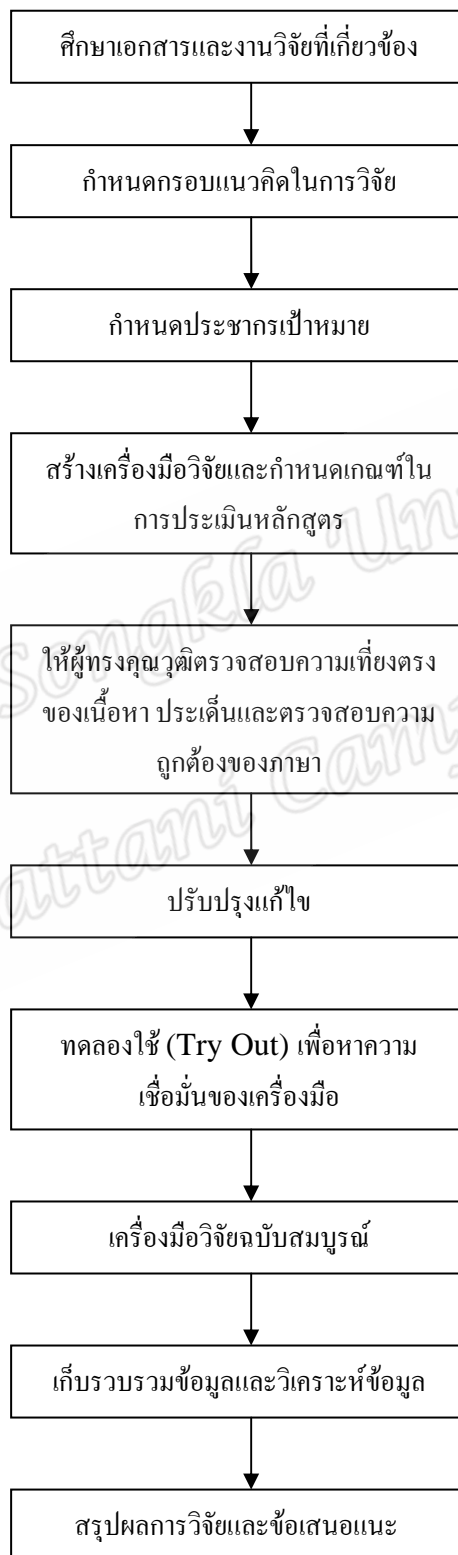 ศึกษาเอกสารและงานวิจัยที่เกี่ยวข้อง
กำหนดกรอบแนวคิดในการวิจัย
กำหนดประชากรเป้าหมาย
สร้างเครื่องมือวิจัยและกำหนดเกณฑ์ใน
การประเมินหลักสูตร
Songkla
ให้ผู้ทรงคุณวุฒิตรวจสอบความเที่ยงตรง
ของเนื้อหา ประเด็นและตรวจสอบความ
ถูกต้องของภาษา
ปรับปรุงแก้ไข
ทดลองใช้ (Try Out) เพื่อหาความ
เชื่อมั่นของเครื่องมือ
เครื่องมือวิจัยฉบับสมบูรณ์
เก็บรวบรวมข้อมูลและวิเคราะห์ข้อมูล
สรุปผลการวิจัยและข้อเสนอแนะ